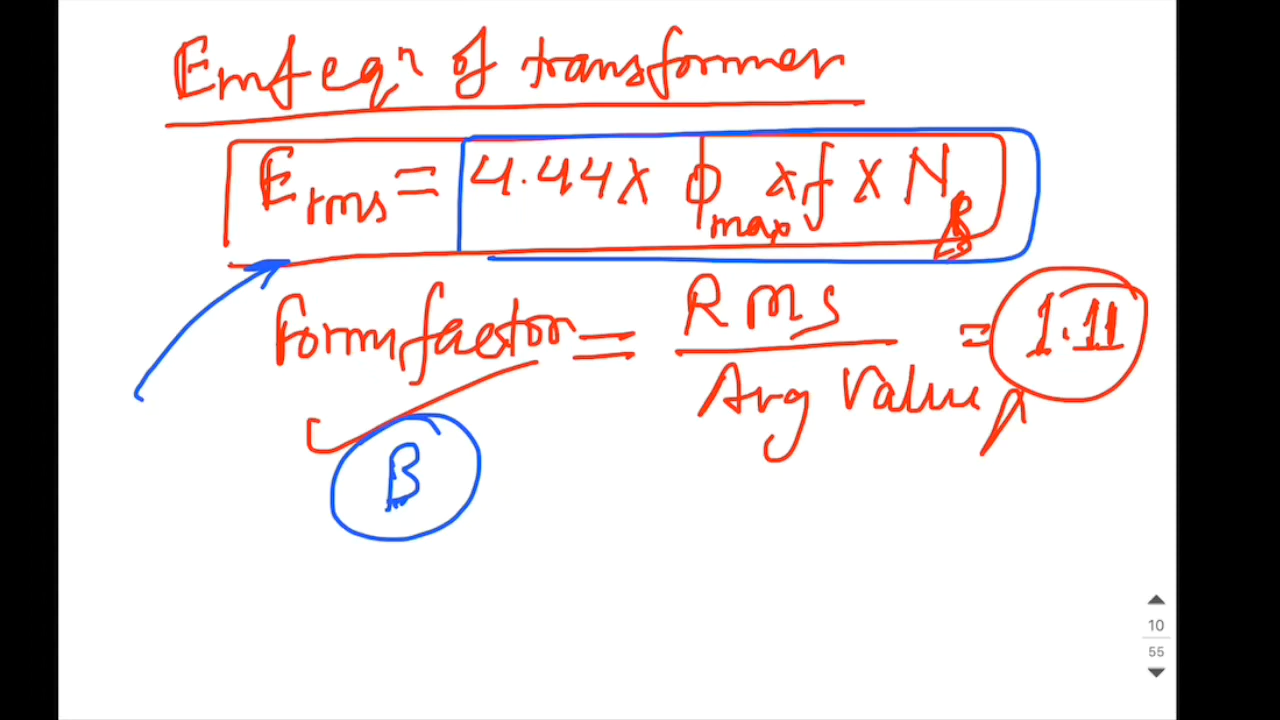 Emf eqⁿ of transformer
Erms = 4.44 x ϕmax x f x N
Form factor = Rms / Avg Value = 1.11
B
10
55